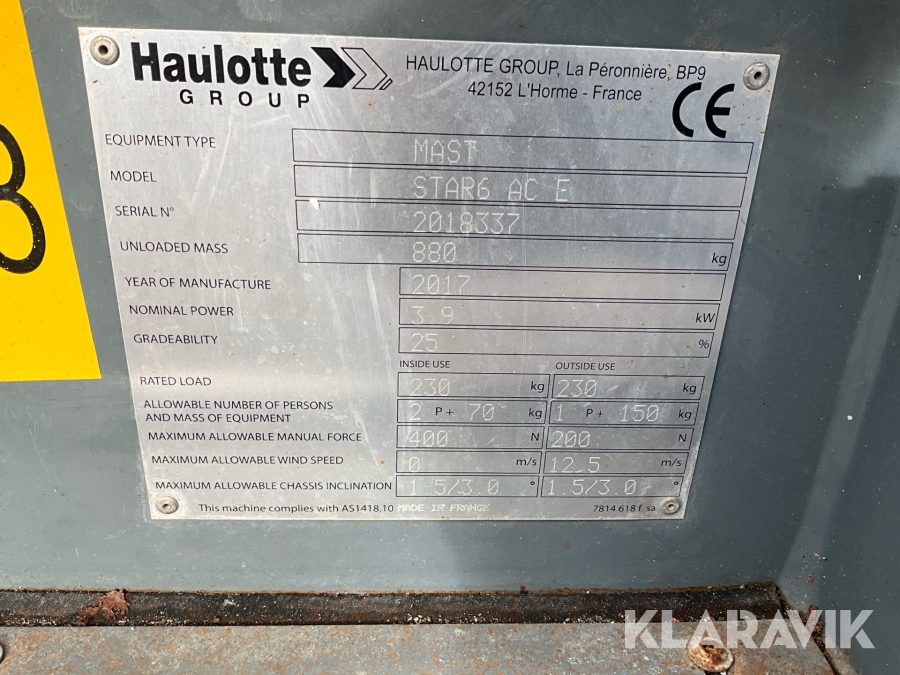 Haulotte
GROUP
HAULOTTE GROUP, La Péronnière, BP9
42152 L'Horme - France
CE
EQUIPMENT TYPE MAST
MODEL STAR6 AC E
SERIAL N° 2018337
UNLOADED MASS 880 kg
YEAR OF MANUFACTURE 2017
NOMINAL POWER 3.9 kW
GRADEABILITY 25 %
INSIDE USE OUTSIDE USE
RATED LOAD 230 kg 230 kg
ALLOWABLE NUMBER OF PERSONS
AND MASS OF EQUIPMENT 2 P + 70 kg 1 P + 150 kg
MAXIMUM ALLOWABLE MANUAL FORCE 400 N 200 N
MAXIMUM ALLOWABLE WIND SPEED 0 m/s 12.5 m/s
MAXIMUM ALLOWABLE CHASSIS INCLINATION 1.5/3.0 ° 1.5/3.0 °
This machine complies with AS1418.10 MADE IN FRANCE 7814 618 f sa
KLARAVIK